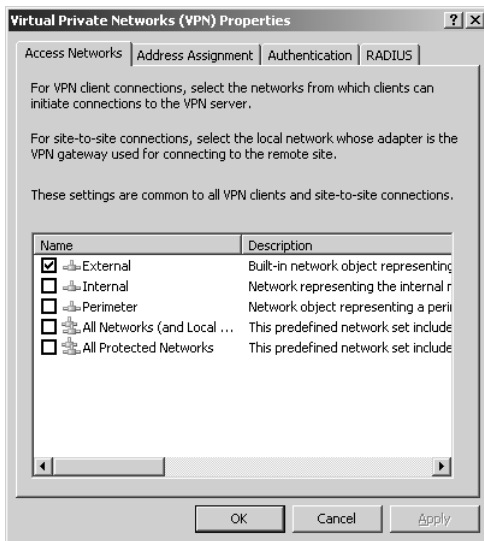 Virtual Private Networks (VPN) Properties
Access Networks Address Assignment Authentication RADIUS
For VPN client connections, select the networks from which clients can
initiate connections to the VPN server.
For site-to-site connections, select the local network whose adapter is the
VPN gateway used for connecting to the remote site.
These settings are common to all VPN clients and site-to-site connections.
Name Description
External Built-in network object representing
Internal Network representing the internal r
Perimeter Network object representing a peri
All Networks (and Local ... This predefined network set include
All Protected Networks This predefined network set include
OK Cancel Apply